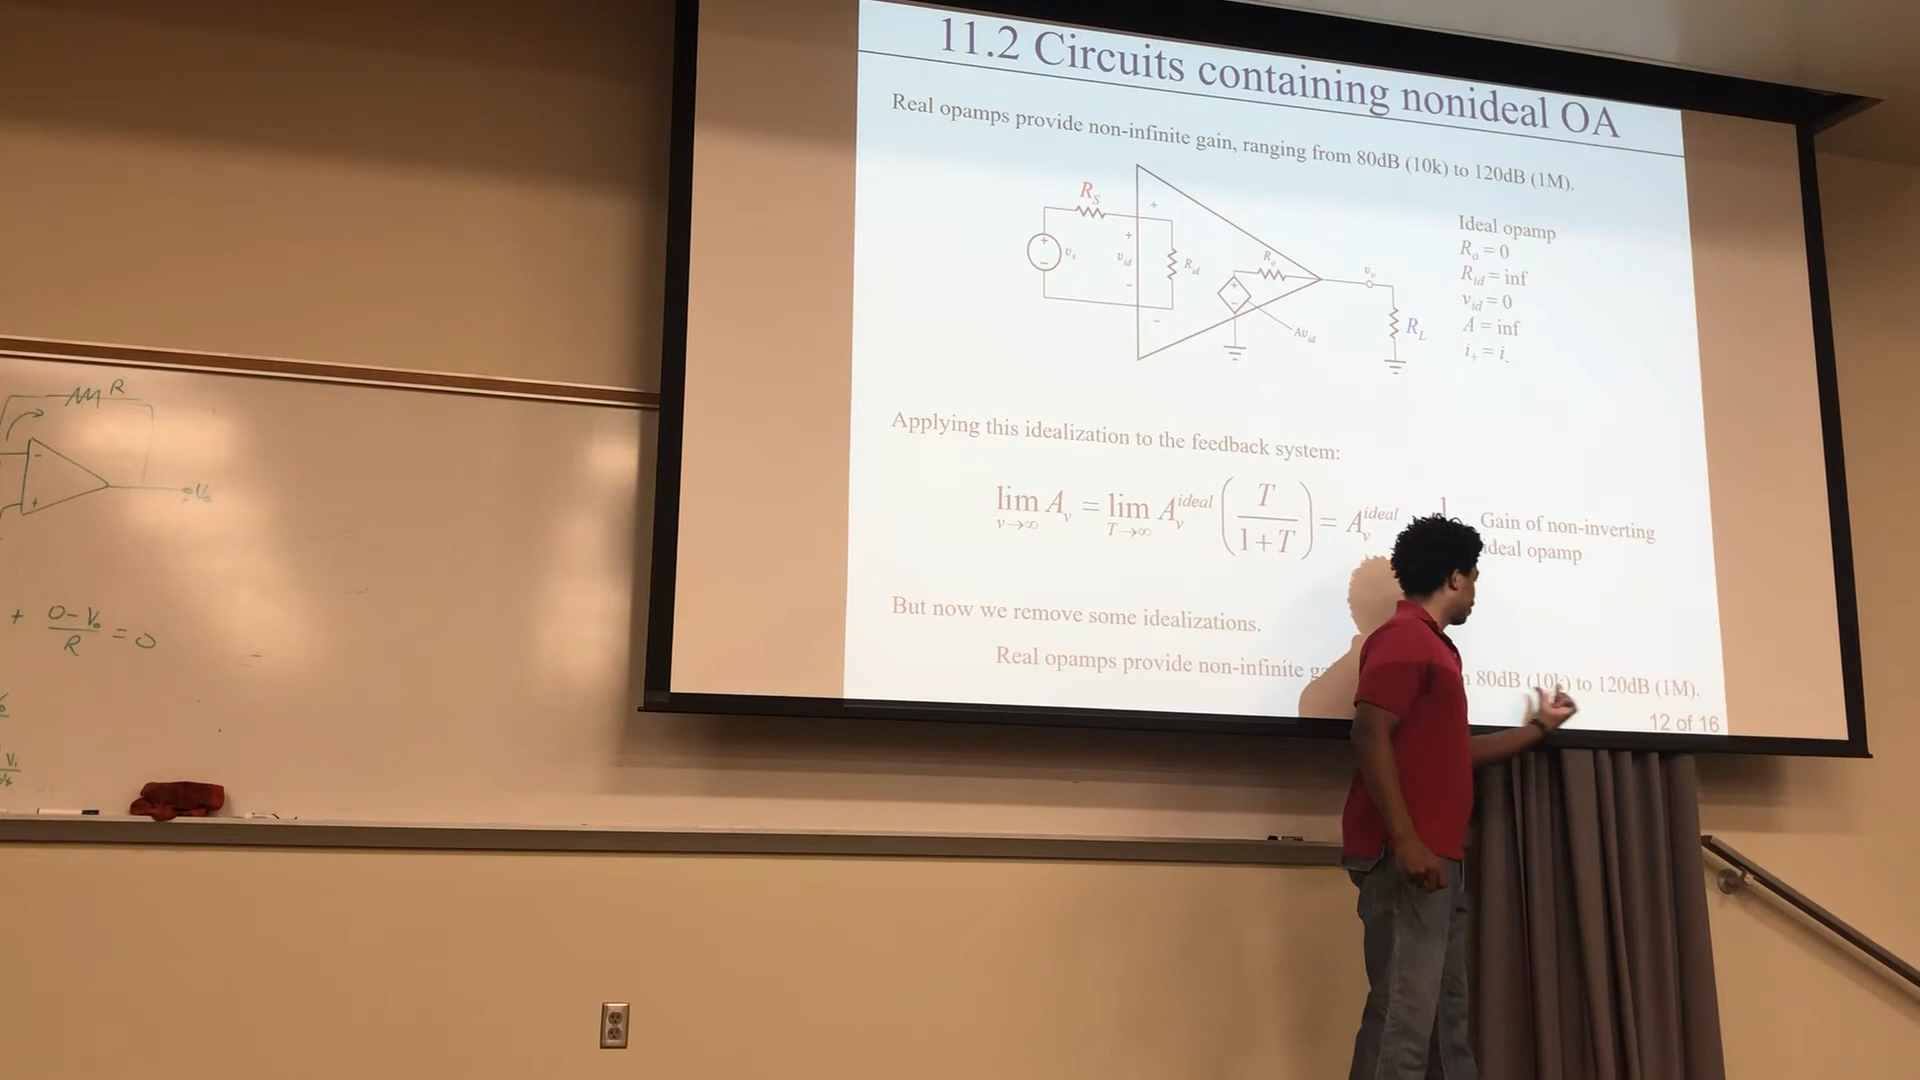 11.2 Circuits containing nonideal OA
Real opamps provide non-infinite gain, ranging from 80dB (10k) to 120dB (1M).
R_S
v_s
+
+
v_id
-
-
R_id
R_o
Av_id
v_o
R_L
Ideal opamp
R_o = 0
R_id = inf
v_id = 0
A = inf
i_+ = i_-
Applying this idealization to the feedback system:
lim v→∞ A_v = lim T→∞ A_v^ideal (T / 1+T) = A_v^ideal
Gain of non-inverting
ideal opamp
But now we remove some idealizations.
Real opamps provide non-infinite 80dB (10k) to 120dB (1M).
12 of 16
R
-
+
V_o
+ 0-V_o / R = 0
V_i